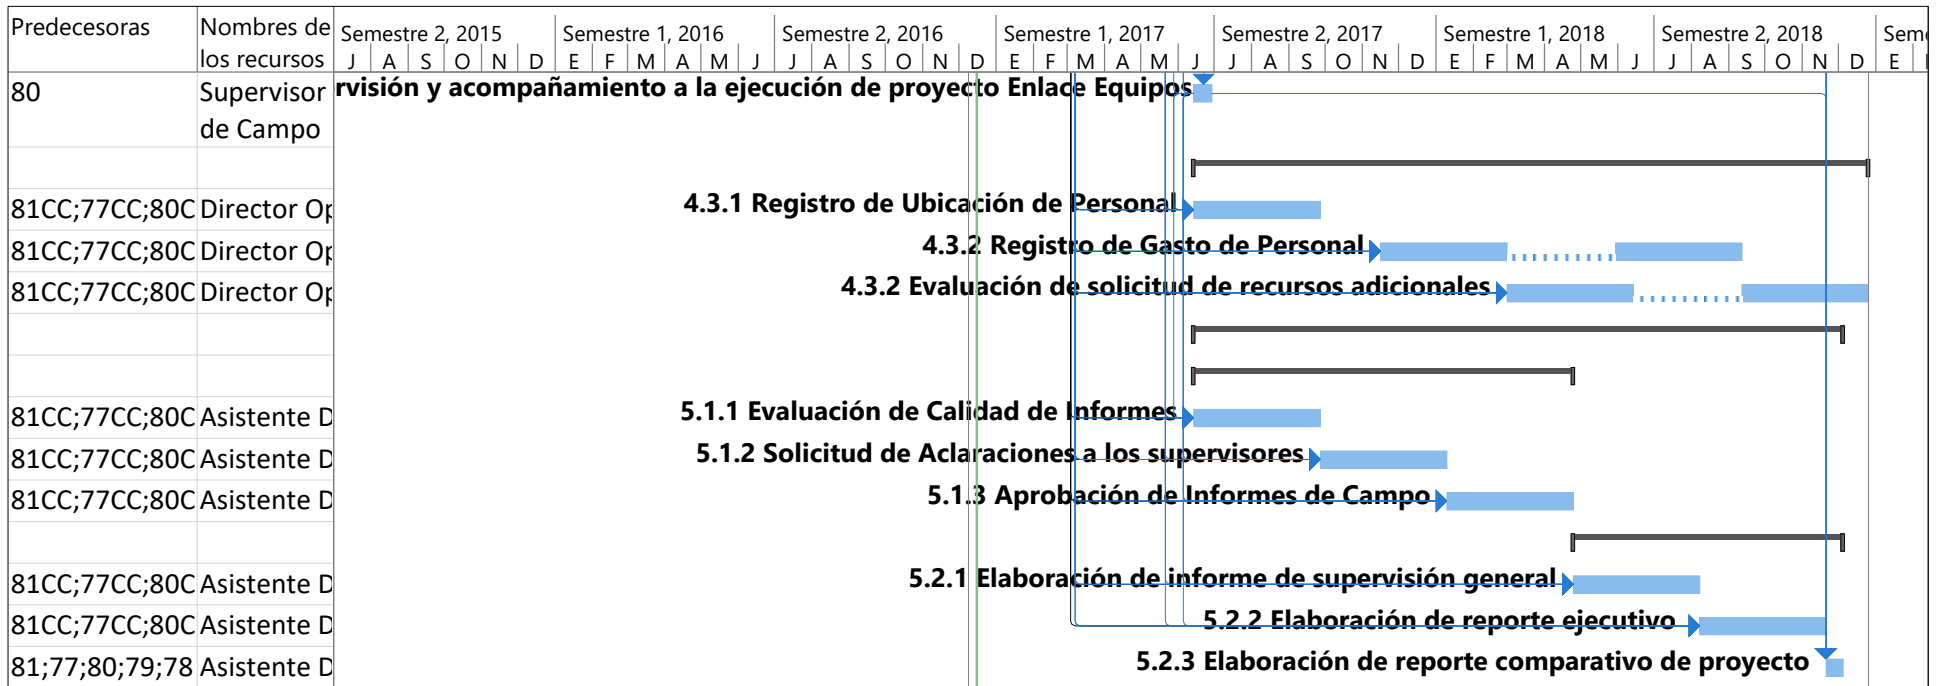 Predecesoras Nombres de los recursos Semestre 2, 2015 Semestre 1, 2016 Semestre 2, 2016 Semestre 1, 2017 Semestre 2, 2017 Semestre 1, 2018 Semestre 2, 2018 Sem
J A S O N D E F M A M J J A S O N D E F M A M J J A S O N D E F M A M J J A S O N D E
80 Supervisor de Campo rvisión y acompañamiento a la ejecución de proyecto Enlace Equipos
81CC;77CC;80C Director Op 4.3.1 Registro de Ubicación de Personal
81CC;77CC;80C Director Op 4.3.2 Registro de Gasto de Personal
81CC;77CC;80C Director Op 4.3.2 Evaluación de solicitud de recursos adicionales
81CC;77CC;80C Asistente D 5.1.1 Evaluación de Calidad de Informes
81CC;77CC;80C Asistente D 5.1.2 Solicitud de Aclaraciones a los supervisores
81CC;77CC;80C Asistente D 5.1.3 Aprobación de Informes de Campo
81CC;77CC;80C Asistente D 5.2.1 Elaboración de informe de supervisión general
81CC;77CC;80C Asistente D 5.2.2 Elaboración de reporte ejecutivo
81;77;80;79;78 Asistente D 5.2.3 Elaboración de reporte comparativo de proyecto